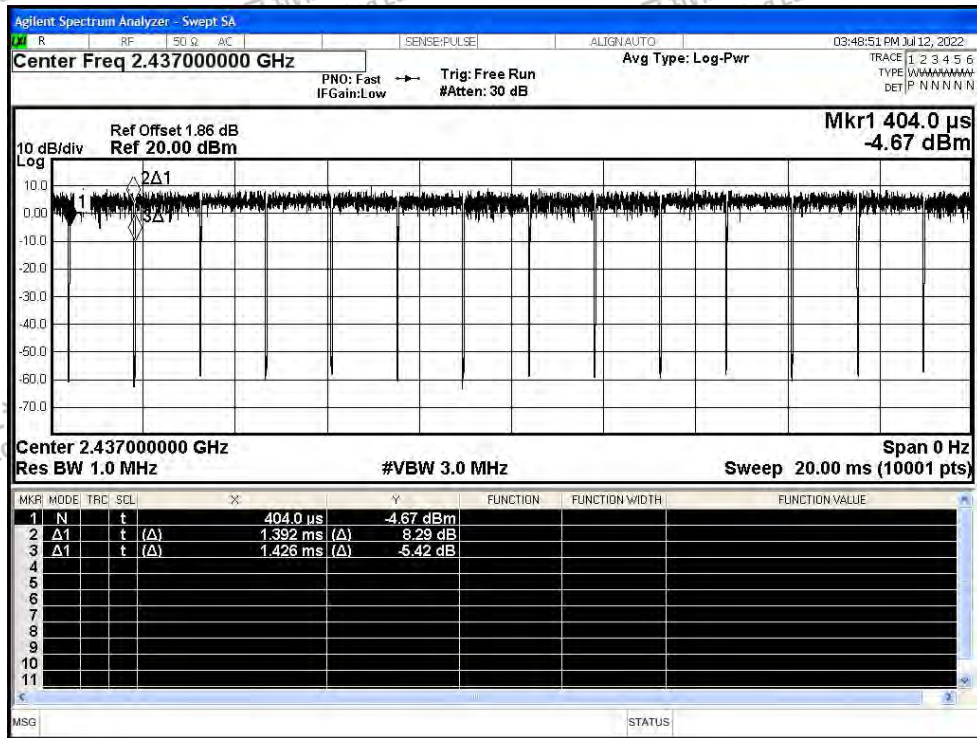 Agilent Spectrum Analyzer - Swept SA
LXI R RF 50 Ω AC SENSE:PULSE ALIGN AUTO 03:48:51 PM Jul 12, 2022
Center Freq 2.437000000 GHz
PNO: Fast
IFGain:Low
Trig: Free Run
#Atten: 30 dB
Avg Type: Log-Pwr
TRACE 1 2 3 4 5 6
TYPE WWWWWW
DET P N N N N N
Mkr1 404.0 µs
-4.67 dBm
Ref Offset 1.86 dB
10 dB/div Ref 20.00 dBm
Log
10.0
0.00
-10.0
-20.0
-30.0
-40.0
-50.0
-60.0
-70.0
2Δ1
1
3Δ1
Center 2.437000000 GHz Span 0 Hz
Res BW 1.0 MHz #VBW 3.0 MHz Sweep 20.00 ms (10001 pts)
MKR MODE TRC SCL X Y FUNCTION FUNCTION WIDTH FUNCTION VALUE
1 N t 404.0 µs -4.67 dBm
2 Δ1 t (Δ) 1.392 ms (Δ) 8.29 dB
3 Δ1 t (Δ) 1.426 ms (Δ) -5.42 dB
4
5
6
7
8
9
10
11
MSG STATUS